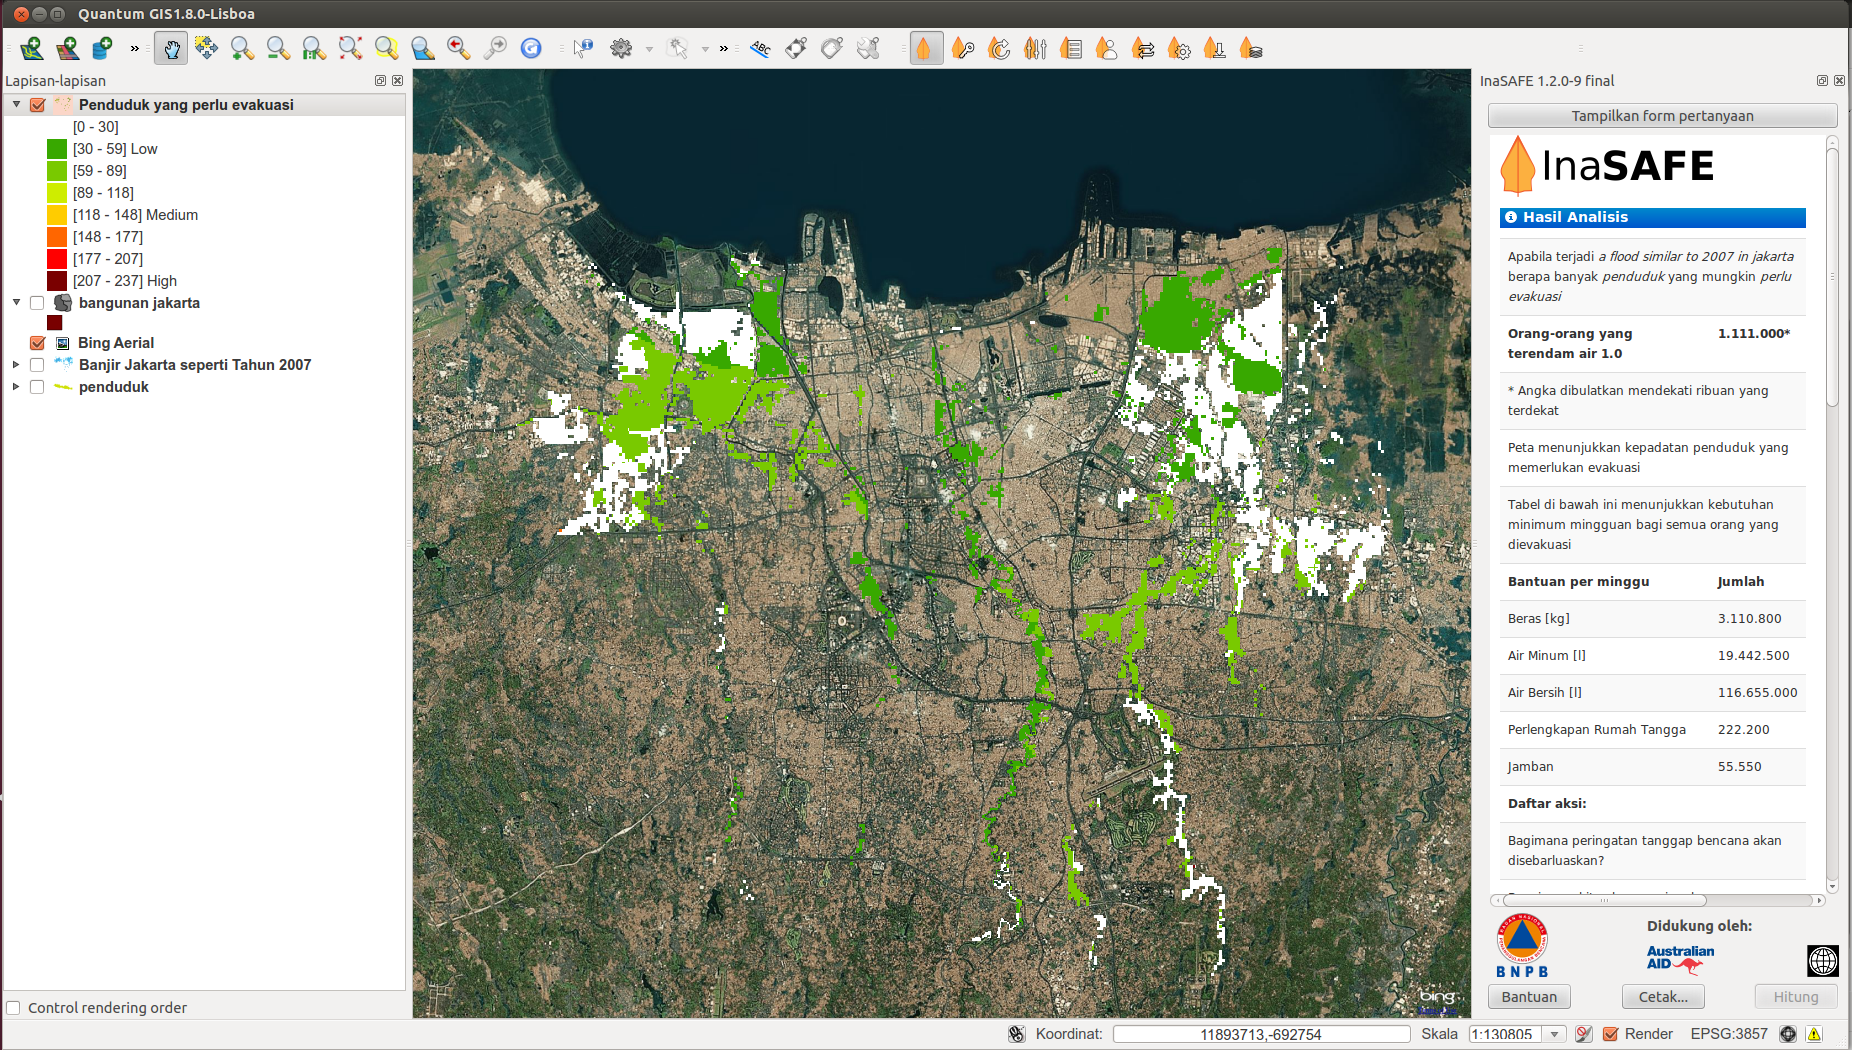 Quantum GIS1.8.0-Lisboa
Lapisan-lapisan
Penduduk yang perlu evakuasi
[0 - 30]
[30 - 59] Low
[59 - 89]
[89 - 118]
[118 - 148] Medium
[148 - 177]
[177 - 207]
[207 - 237] High
bangunan jakarta
Bing Aerial
Banjir Jakarta seperti Tahun 2007
penduduk
Control rendering order
bing
InaSAFE 1.2.0-9 final
Tampilkan form pertanyaan
InaSAFE
Hasil Analisis
Apabila terjadi a flood similar to 2007 in jakarta
berapa banyak penduduk yang mungkin perlu
evakuasi
Orang-orang yang 1.111.000*
terendam air 1.0
* Angka dibulatkan mendekati ribuan yang
terdekat
Peta menunjukkan kepadatan penduduk yang
memerlukan evakuasi
Tabel di bawah ini menunjukkan kebutuhan
minimum mingguan bagi semua orang yang
dievakuasi
Bantuan per minggu Jumlah
Beras [kg] 3.110.800
Air Minum [l] 19.442.500
Air Bersih [l] 116.655.000
Perlengkapan Rumah Tangga 222.200
Jamban 55.550
Daftar aksi:
Bagimana peringatan tanggap bencana akan
disebarluaskan?
BNPB
Didukung oleh:
Australian
AID
Bantuan Cetak... Hitung
Koordinat: 11893713,-692754 Skala 1:130805 Render EPSG:3857